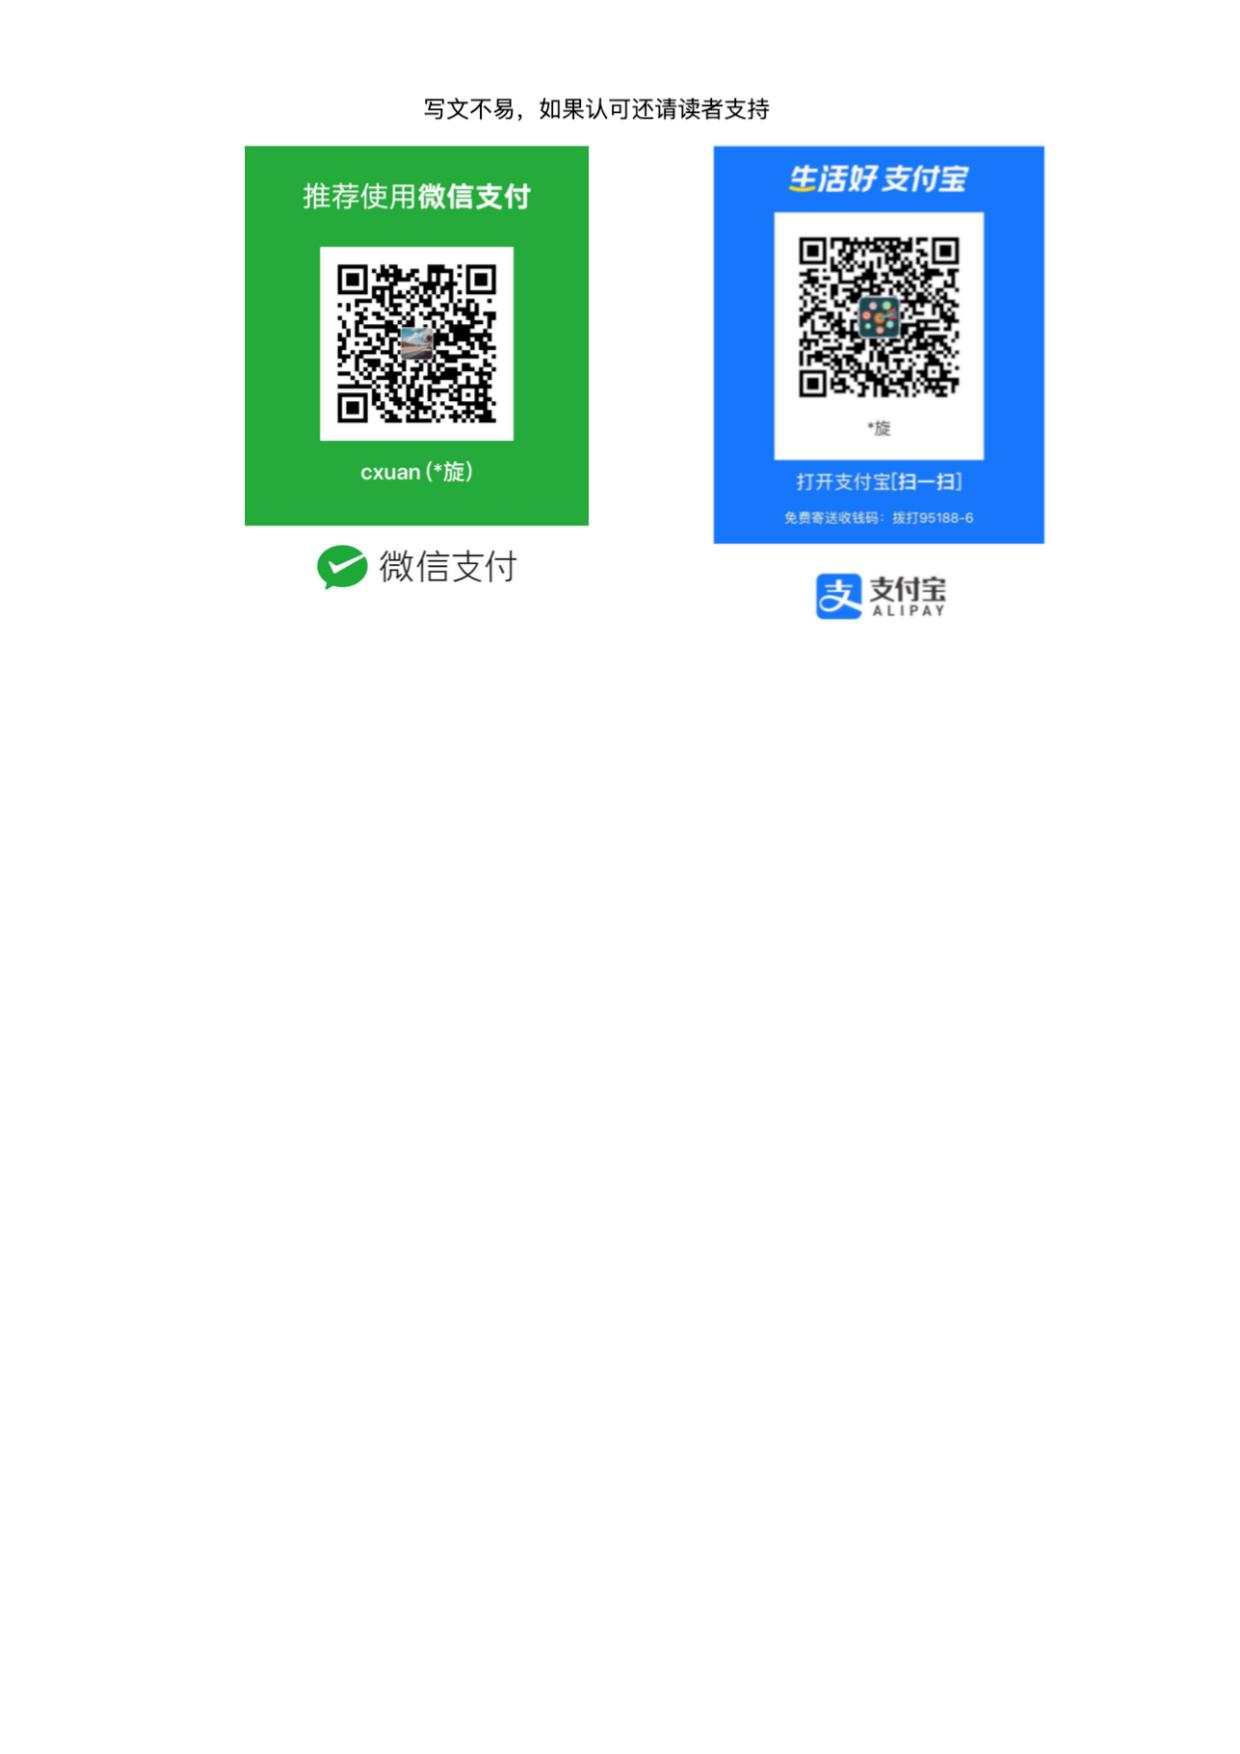 写文不易，如果认可还请读者支持
推荐使用微信支付
cxuan (*旋)
微信支付
生活好 支付宝
*旋
打开支付宝[扫一扫]
免费寄送收钱码：拨打95188-6
支 支付宝
ALIPAY